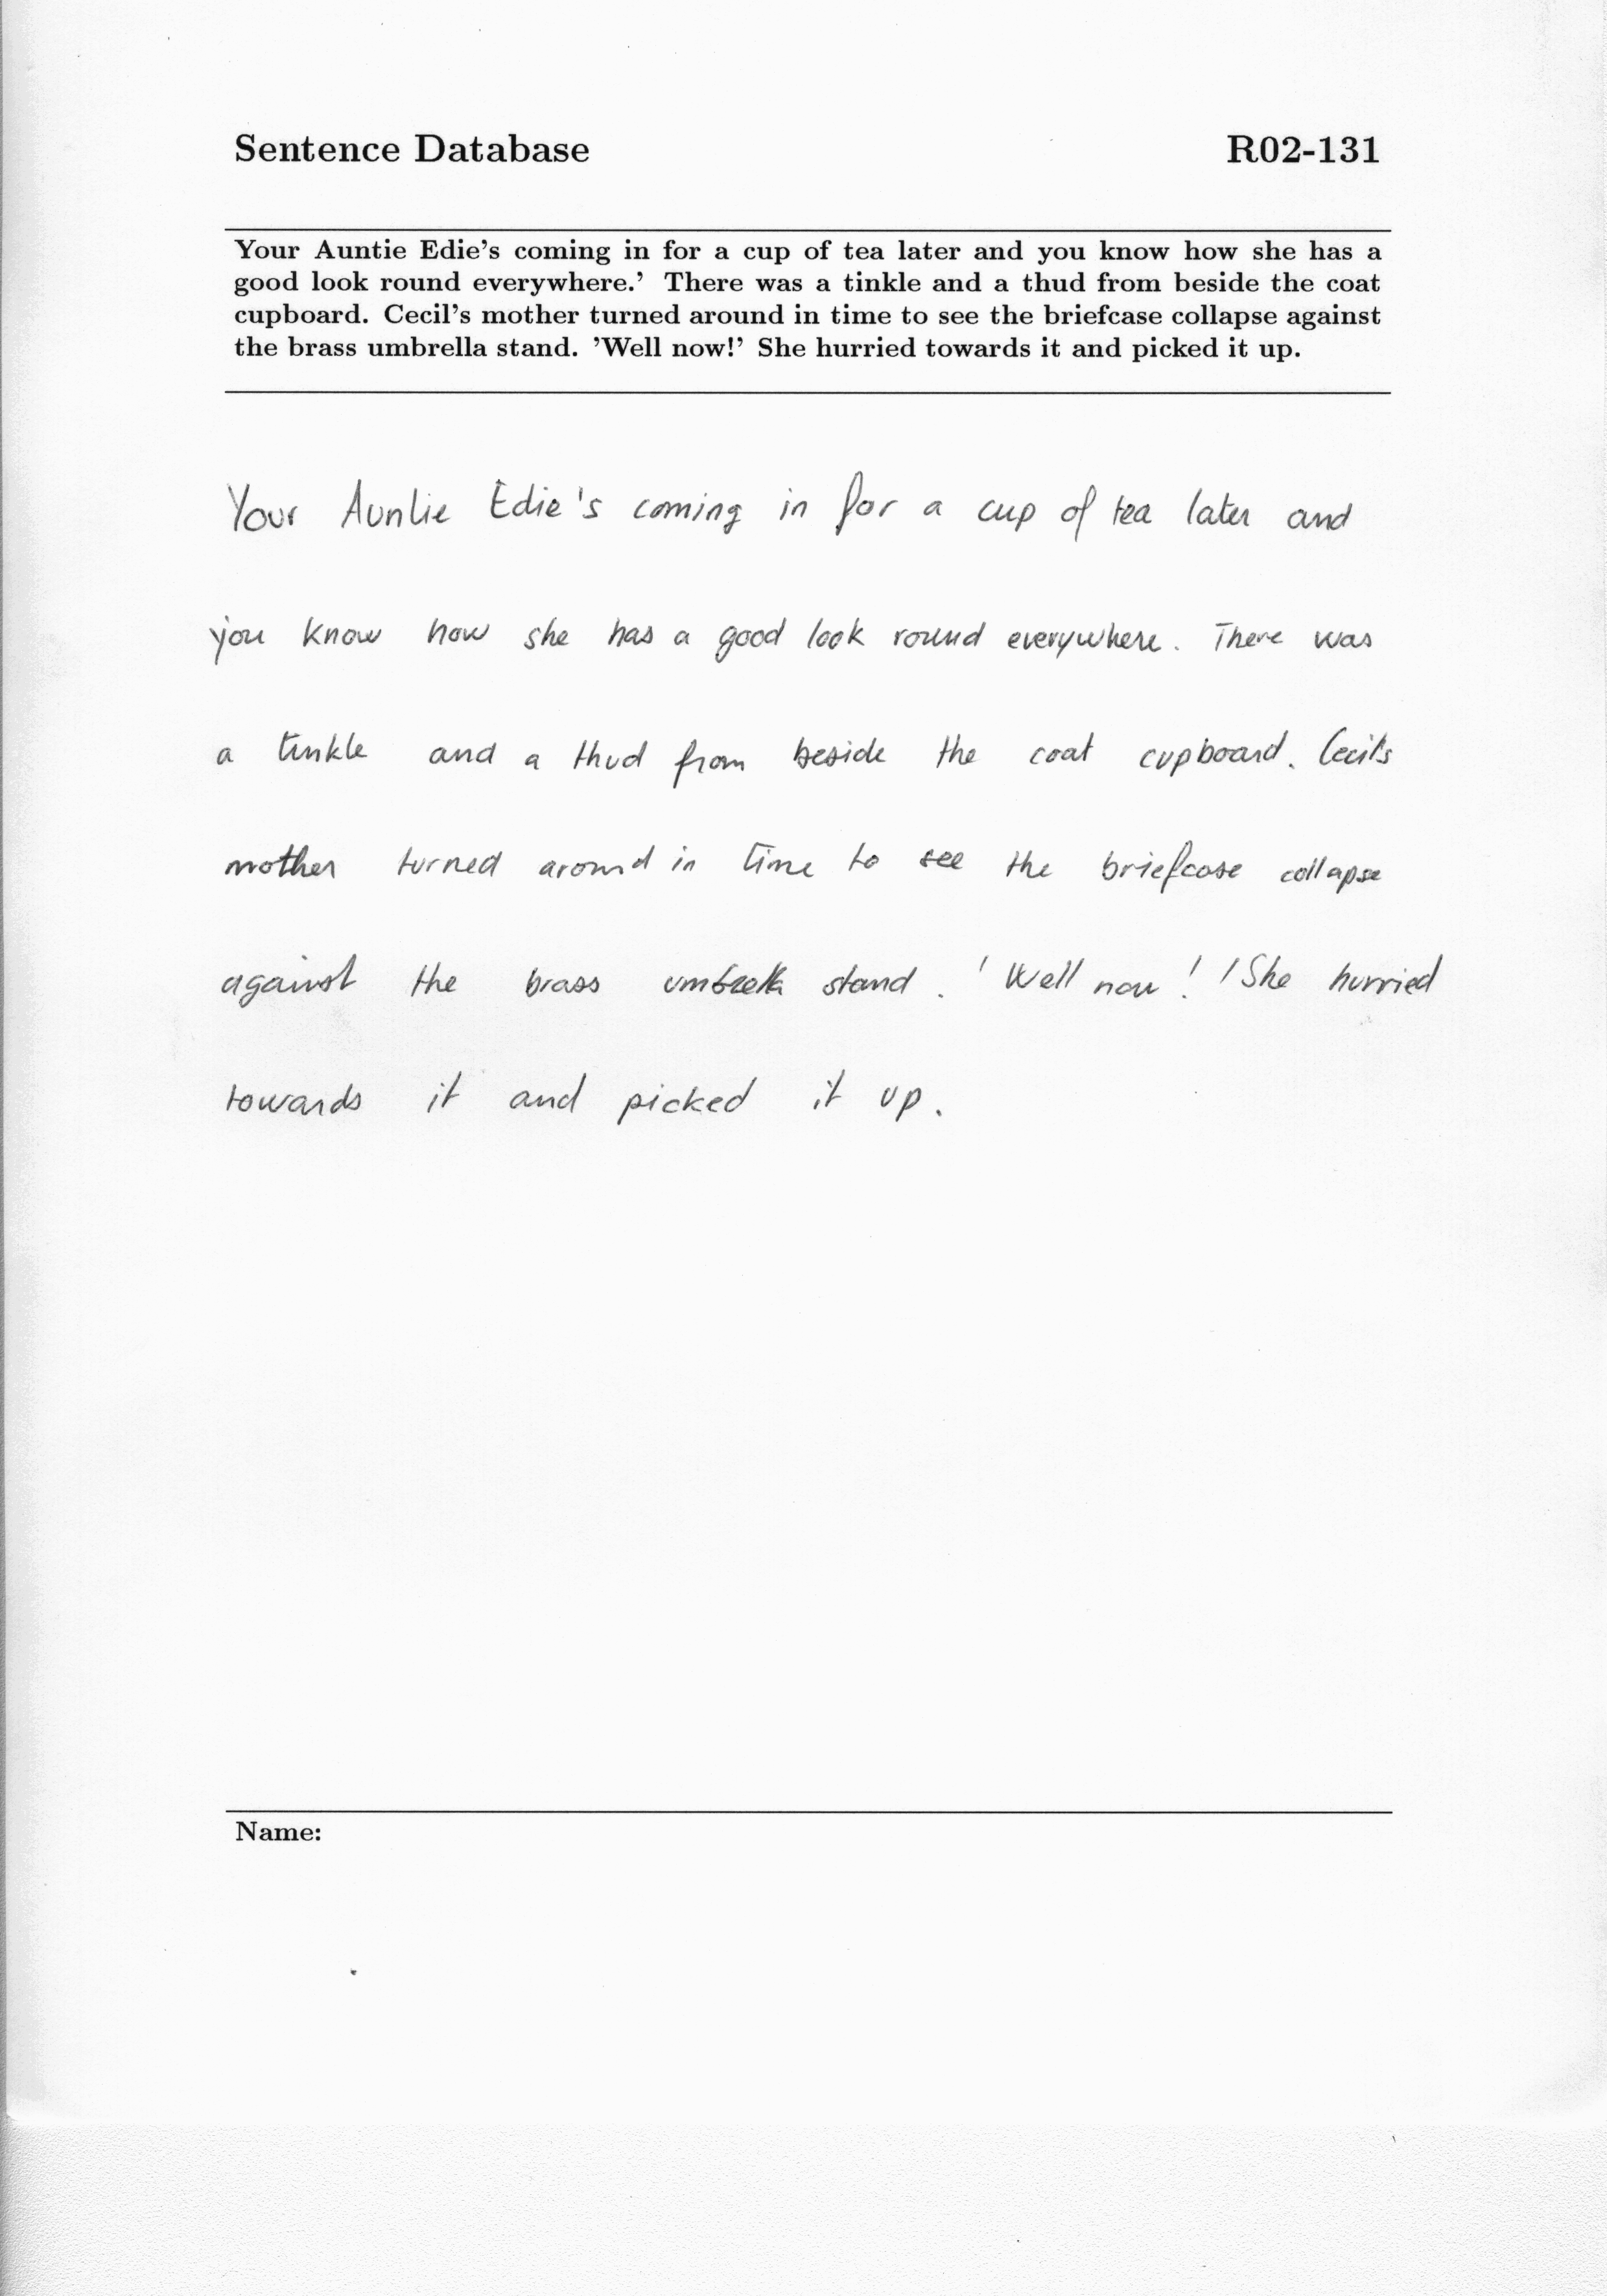 Sentence Database R02-131
Your Auntie Edie's coming in for a cup of tea later and you know how she has a
good look round everywhere.' There was a tinkle and a thud from beside the coat
cupboard. Cecil's mother turned around in time to see the briefcase collapse against
the brass umbrella stand. 'Well now!' She hurried towards it and picked it up.
Your Auntie Edie's coming in for a cup of tea later and
you know how she has a good look round everywhere. There was
a tinkle and a thud from beside the coat cupboard. Cecil's
mother turned around in time to see the briefcase collapse
against the brass umbrella stand. 'Well now!' She hurried
towards it and picked it up.
Name: